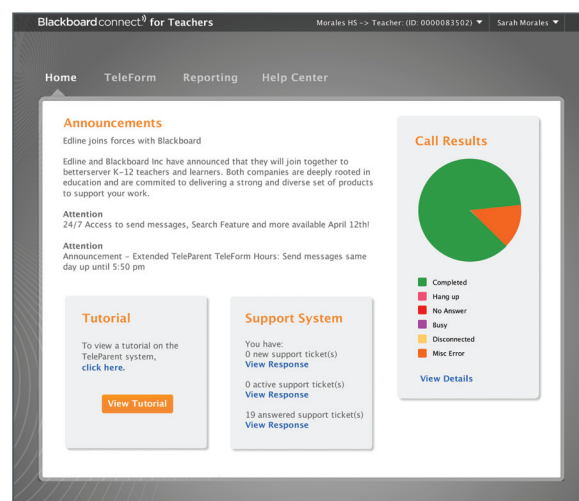 Blackboard connect for Teachers
Morales HS -> Teacher: (ID: 0000083502) ▼
Sarah Morales ▼
Home
TeleForm
Reporting
Help Center
Announcements
Edline joins forces with Blackboard
Edline and Blackboard Inc have announced that they will join together to
betterserver K-12 teachers and learners. Both companies are deeply rooted in
education and are commited to delivering a strong and diverse set of products
to support your work.
Attention
24/7 Access to send messages, Search Feature and more available April 12th!
Attention
Announcement - Extended TeleParent TeleForm Hours: Send messages same
day up until 5:50 pm
Tutorial
To view a tutorial on the
TeleParent system,
click here.
View Tutorial
Support System
You have:
0 new support ticket(s)
View Response
0 active support ticket(s)
View Response
19 answered support ticket(s)
View Response
Call Results
Completed
Hang up
No Answer
Busy
Disconnected
Misc Error
View Details